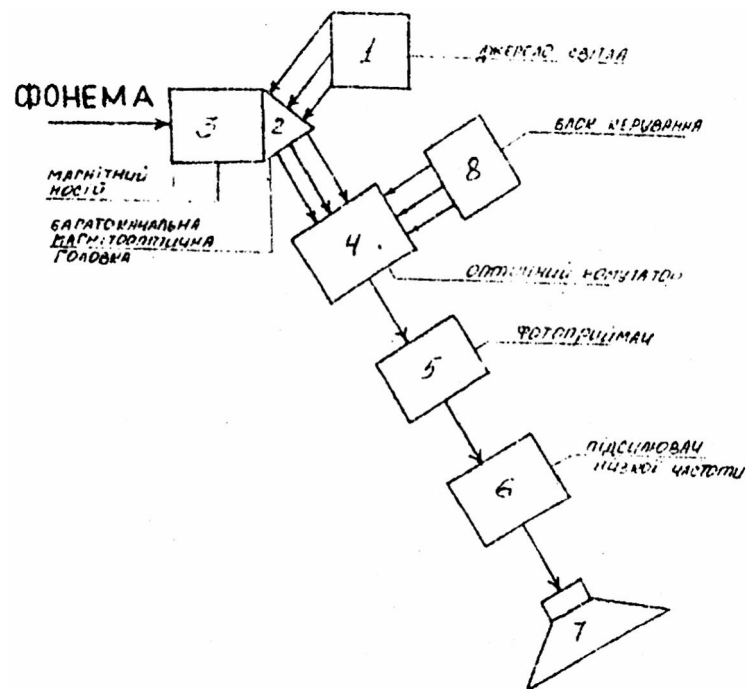 1
ДЖЕРЕЛО СВІТЛА
ФОНЕМА
3
2
БЛОК КЕРУВАННЯ
8
МАГНІТНИЙ
НОСІЙ
БАГАТОКАНАЛЬНА
МАГНІТООПТИЧНА
ГОЛОВКА
4
ОПТИЧНИЙ КОМУТАТОР
ФОТОПРИЙМАЧ
5
ПІДСИЛЮВАЧ
НИЗЬКОЇ ЧАСТОТИ
6
7